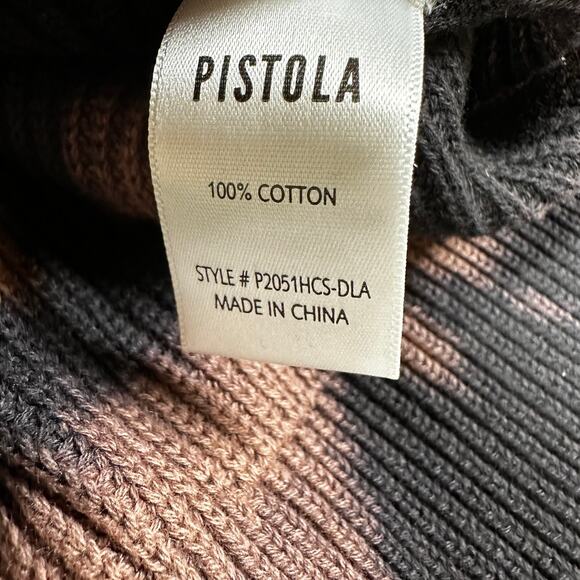 PISTOLA
100% COTTON
STYLE # P2051HCS-DLA
MADE IN CHINA